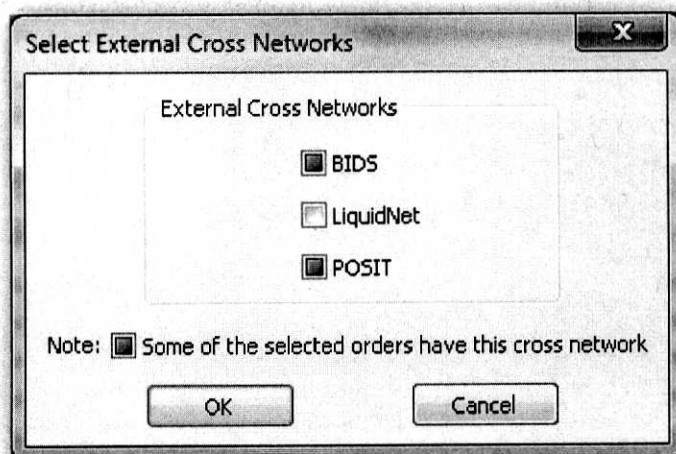 Select External Cross Networks
X
External Cross Networks
BIDS
LiquidNet
POSIT
Note: Some of the selected orders have this cross network
OK
Cancel